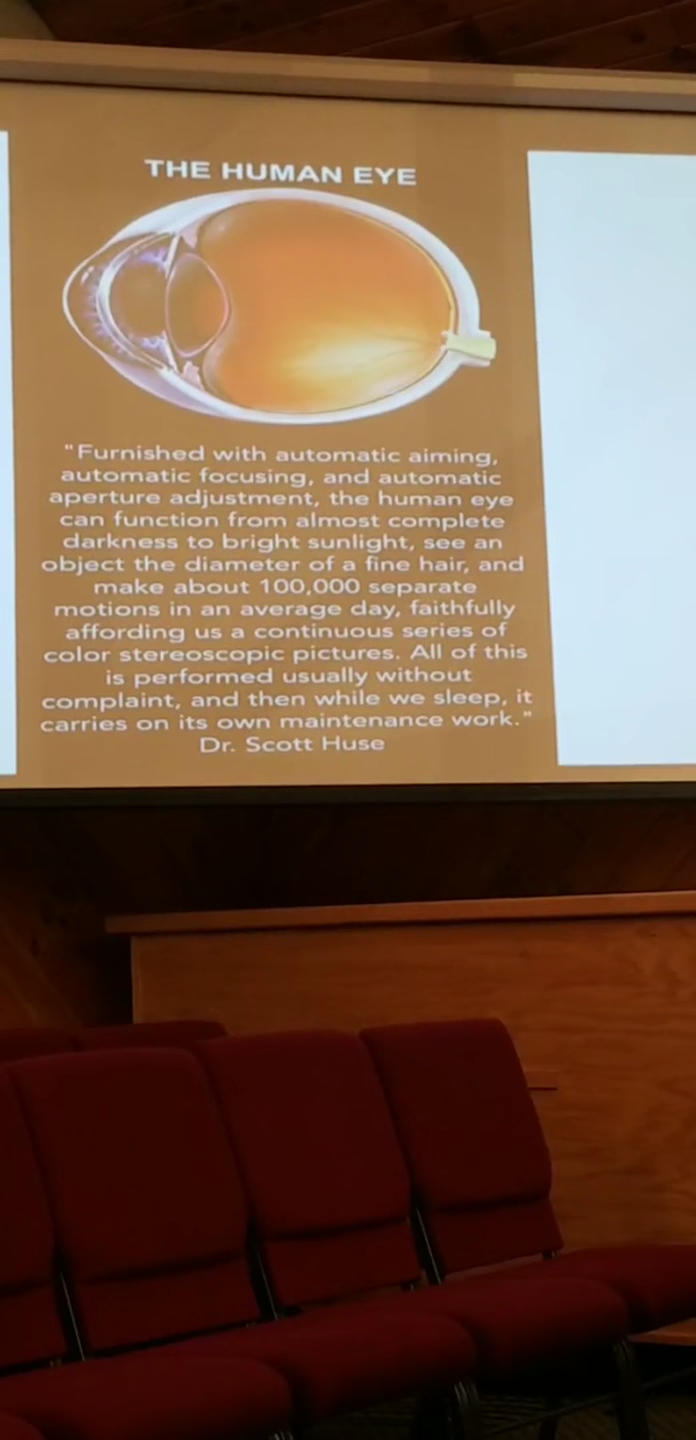 THE HUMAN EYE
"Furnished with automatic aiming,
automatic focusing, and automatic
aperture adjustment, the human eye
can function from almost complete
darkness to bright sunlight, see an
object the diameter of a fine hair, and
make about 100,000 separate
motions in an average day, faithfully
affording us a continuous series of
color stereoscopic pictures. All of this
is performed usually without
complaint, and then while we sleep, it
carries on its own maintenance work."
Dr. Scott Huse